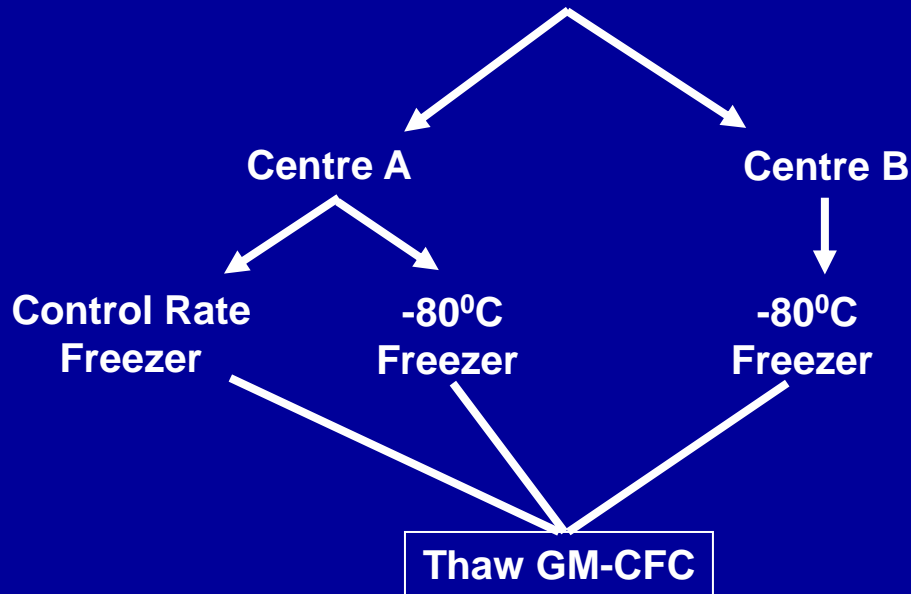 Centre A
Centre B
Control Rate
Freezer
-80⁰C
Freezer
-80⁰C
Freezer
Thaw GM-CFC